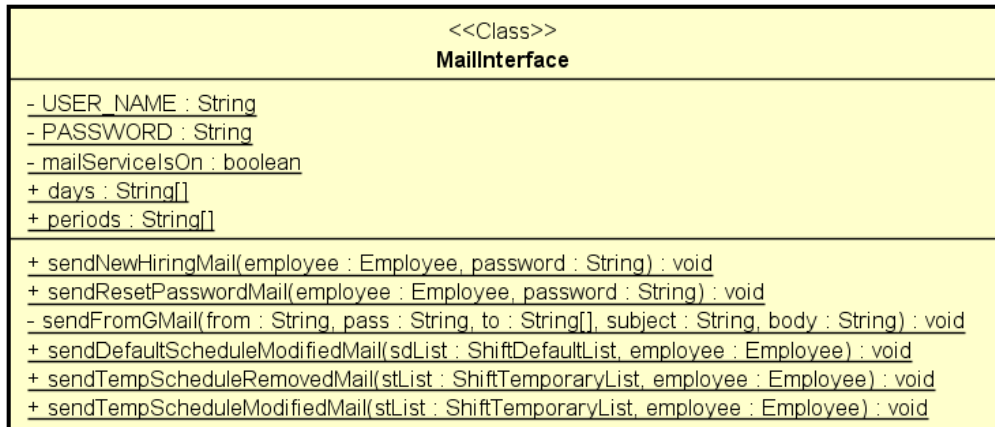 <<Class>>
MailInterface
- USER_NAME : String
- PASSWORD : String
- mailServiceIsOn : boolean
+ days : String[]
+ periods : String[]
+ sendNewHiringMail(employee : Employee, password : String) : void
+ sendResetPasswordMail(employee : Employee, password : String) : void
- sendFromGMail(from : String, pass : String, to : String[], subject : String, body : String) : void
+ sendDefaultScheduleModifiedMail(sdList : ShiftDefaultList, employee : Employee) : void
+ sendTempScheduleRemovedMail(stList : ShiftTemporaryList, employee : Employee) : void
+ sendTempScheduleModifiedMail(stList : ShiftTemporaryList, employee : Employee) : void